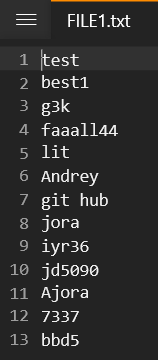 FILE1.txt
1 test
2 best1
3 g3k
4 faaall44
5 lit
6 Andrey
7 git hub
8 jora
9 iyr36
10 jd5090
11 Ajora
12 7337
13 bbd5